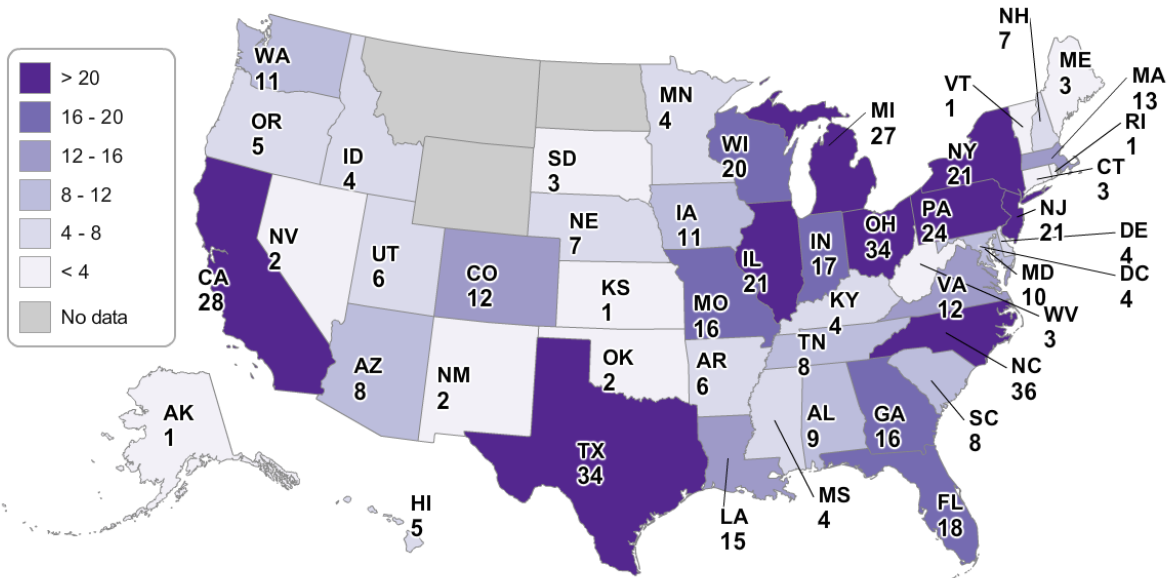 > 20
16 - 20
12 - 16
8 - 12
4 - 8
< 4
No data
WA
11
OR
5
ID
4
NV
2
CA
28
UT
6
AZ
8
CO
12
NM
2
SD
3
NE
7
KS
1
OK
2
TX
34
MN
4
IA
11
MO
16
AR
6
LA
15
WI
20
IL
21
MI
27
IN
17
OH
34
KY
4
TN
8
MS
4
AL
9
GA
16
FL
18
SC
8
NC
36
VA
12
WV
3
PA
24
NY
21
NJ
21
DE
4
MD
10
DC
4
CT
3
RI
1
MA
13
VT
1
NH
7
ME
3
AK
1
HI
5